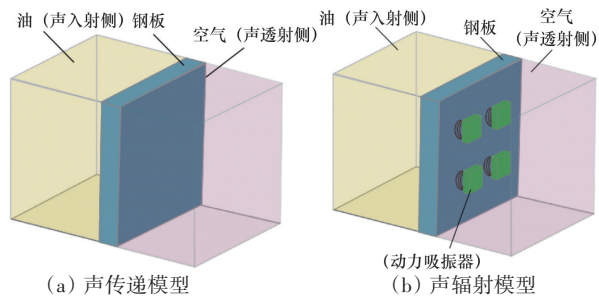 油（声入射侧）钢板
空气（声透射侧）
(a) 声传递模型
油（声入射侧）
钢板
空气
（声透射侧）
（动力吸振器）
(b) 声辐射模型